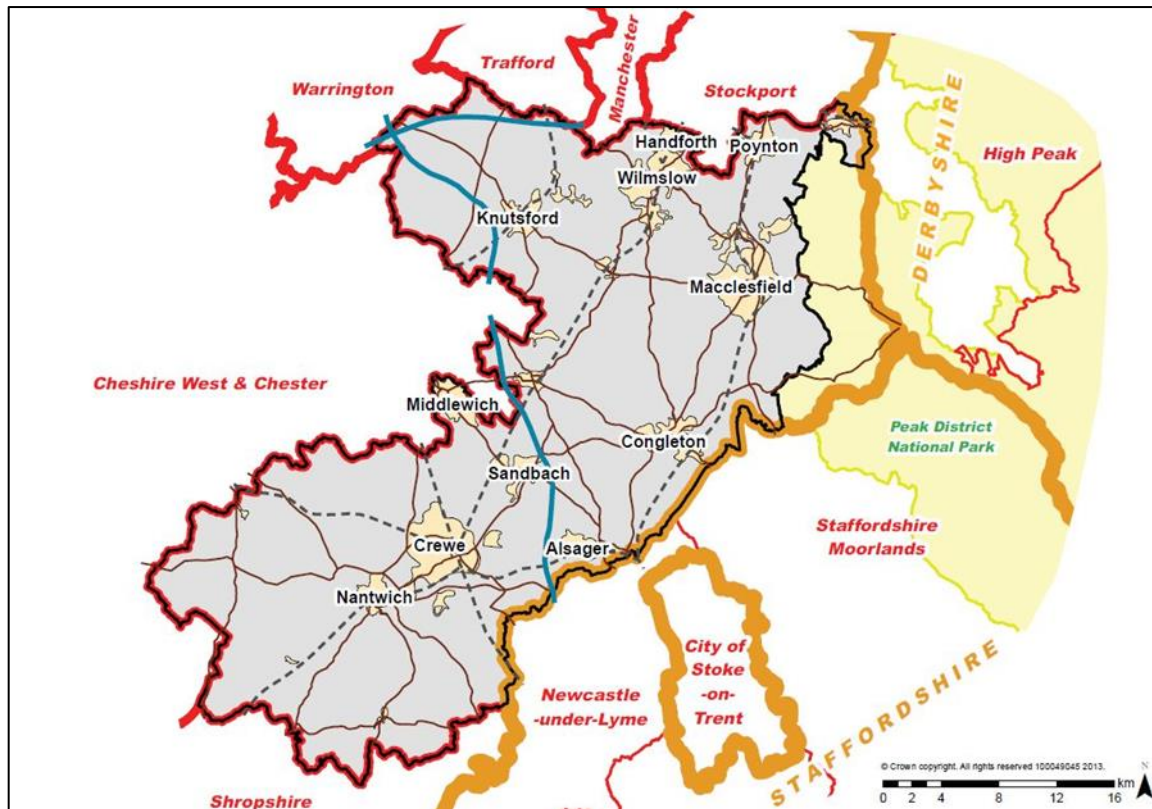 Trafford
Manchester
Warrington
Stockport
Handforth
Poynton
Wilmslow
DERBYSHIRE
High Peak
Knutsford
Macclesfield
Cheshire West & Chester
Middlewich
Congleton
Peak District
National Park
Sandbach
Staffordshire
Moorlands
Crewe
Alsager
Nantwich
City of
Stoke
-on-
Trent
Newcastle
-under-Lyme
STAFFORDSHIRE
Shropshire
© Crown copyright. All rights reserved 100049045 2013.
N
km
0 2 4 8 12 16